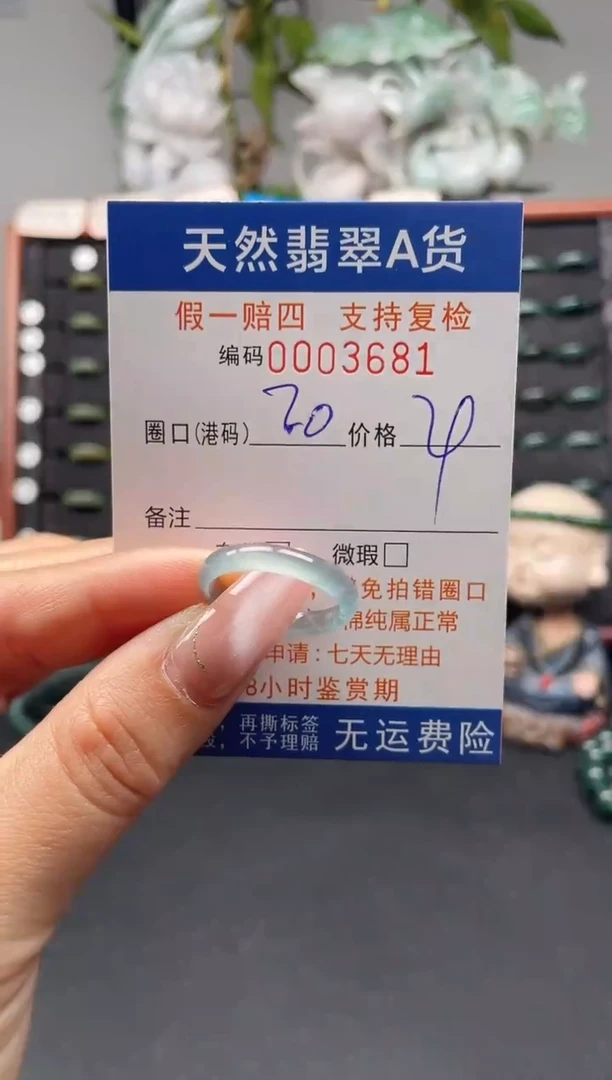 天然翡翠A货
假一赔四 支持复检
编码0003681
圈口(港码) 20 价格
备注
微瑕
免拍错圈口
棉纯属正常
申请:七天无理由
8小时鉴赏期
再撕标签
不予理赔 无运费险